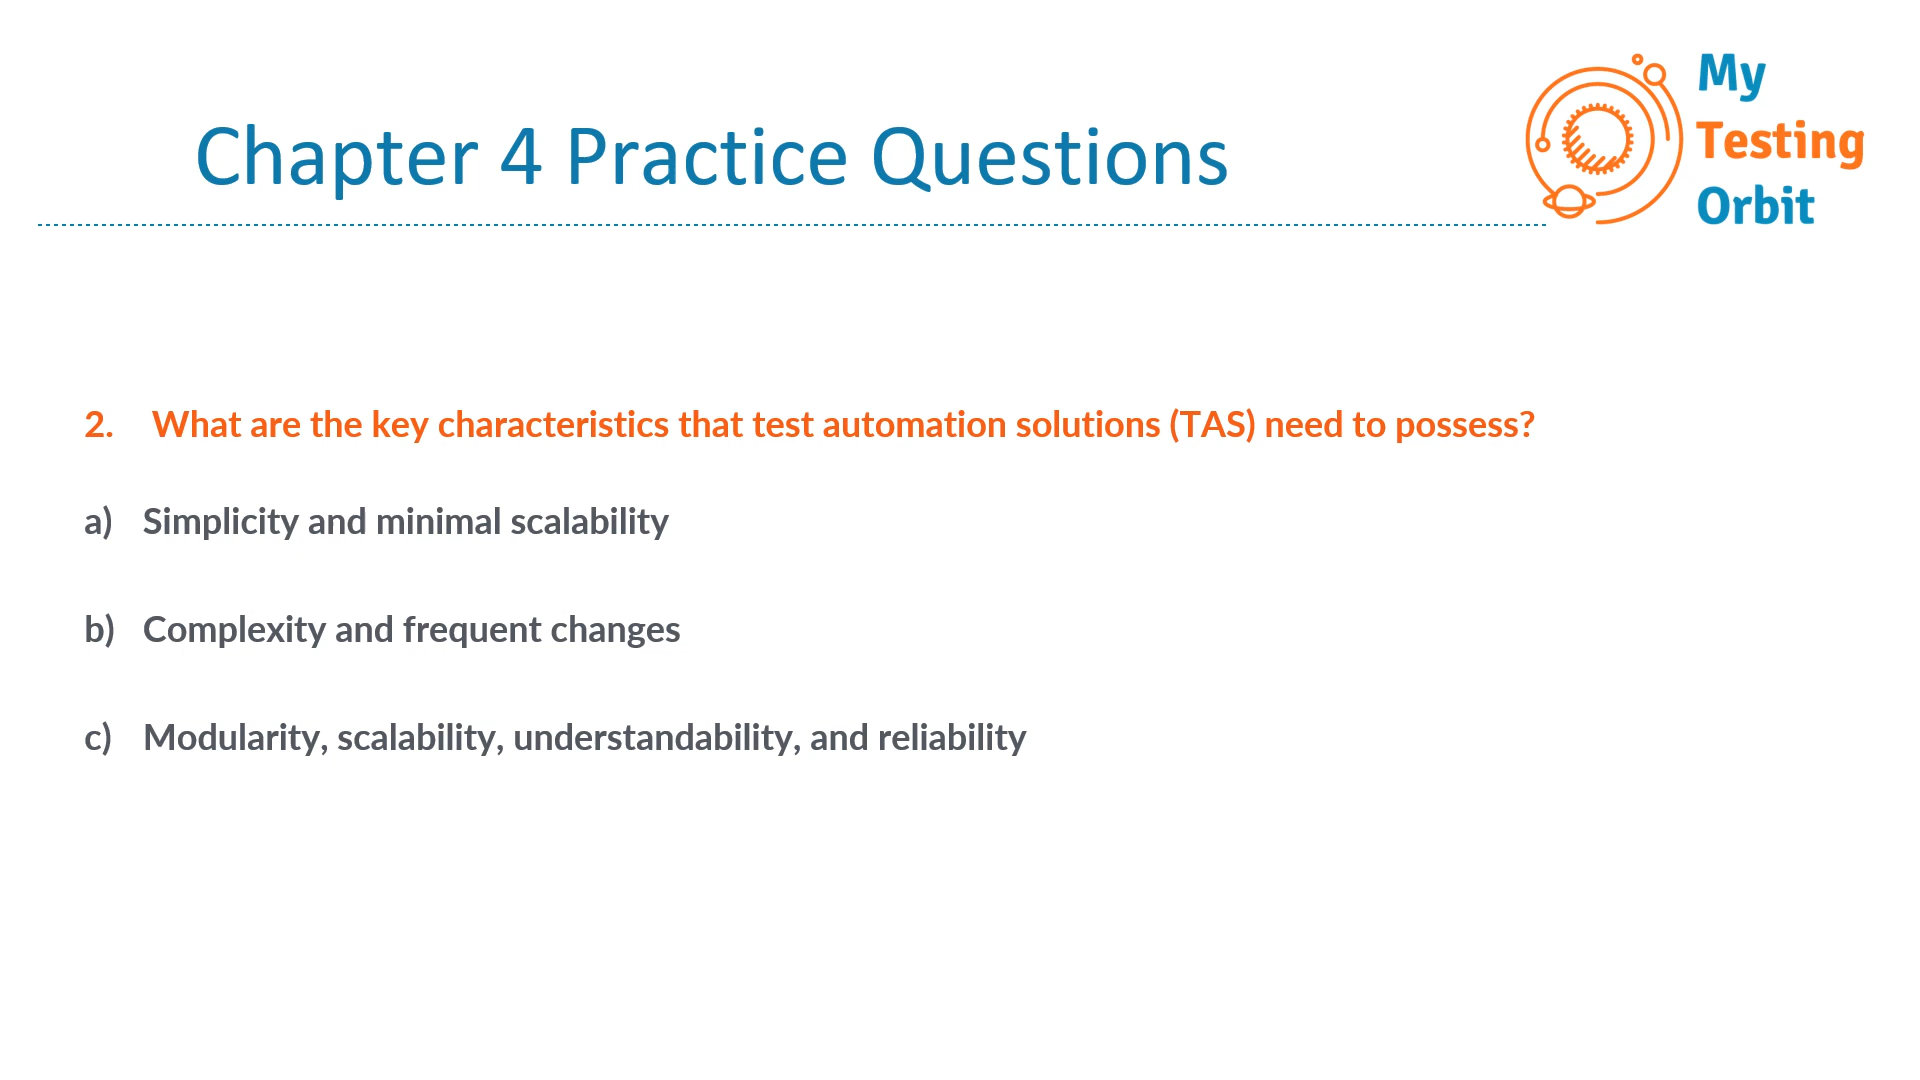 My
Testing
Orbit
Chapter 4 Practice Questions
2. What are the key characteristics that test automation solutions (TAS) need to possess?
a) Simplicity and minimal scalability
b) Complexity and frequent changes
c) Modularity, scalability, understandability, and reliability